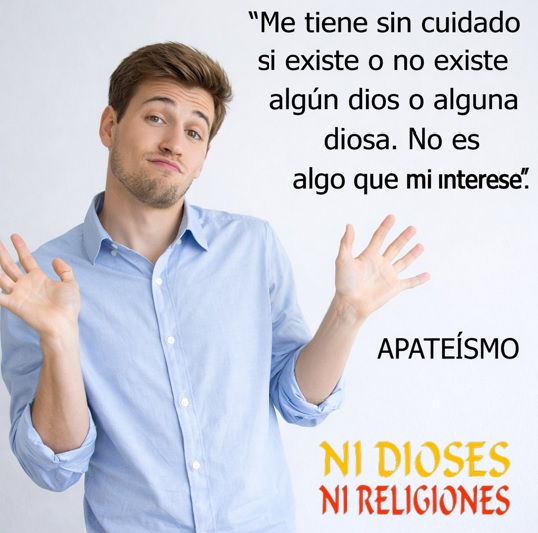 “Me tiene sin cuidado
si existe o no existe
algún dios o alguna
diosa. No es
algo que mi ınterese”.
APATEÍSMO
NI DIOSES
NI RELIGIONES